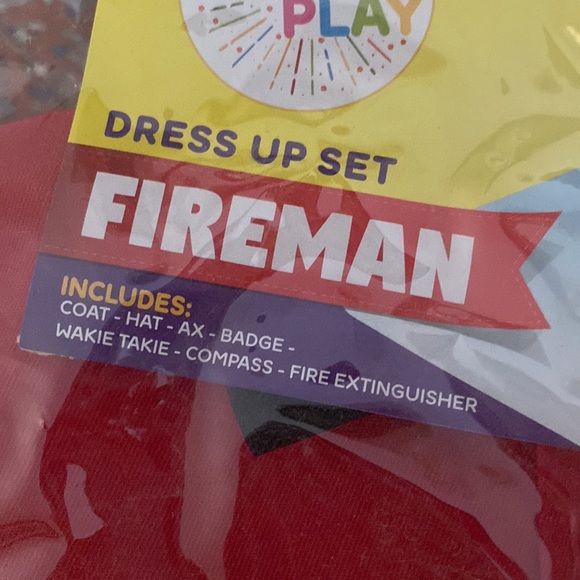 PLAY
DRESS UP SET
FIREMAN
INCLUDES:
COAT - HAT - AX - BADGE -
WAKIE TAKIE - COMPASS - FIRE EXTINGUISHER